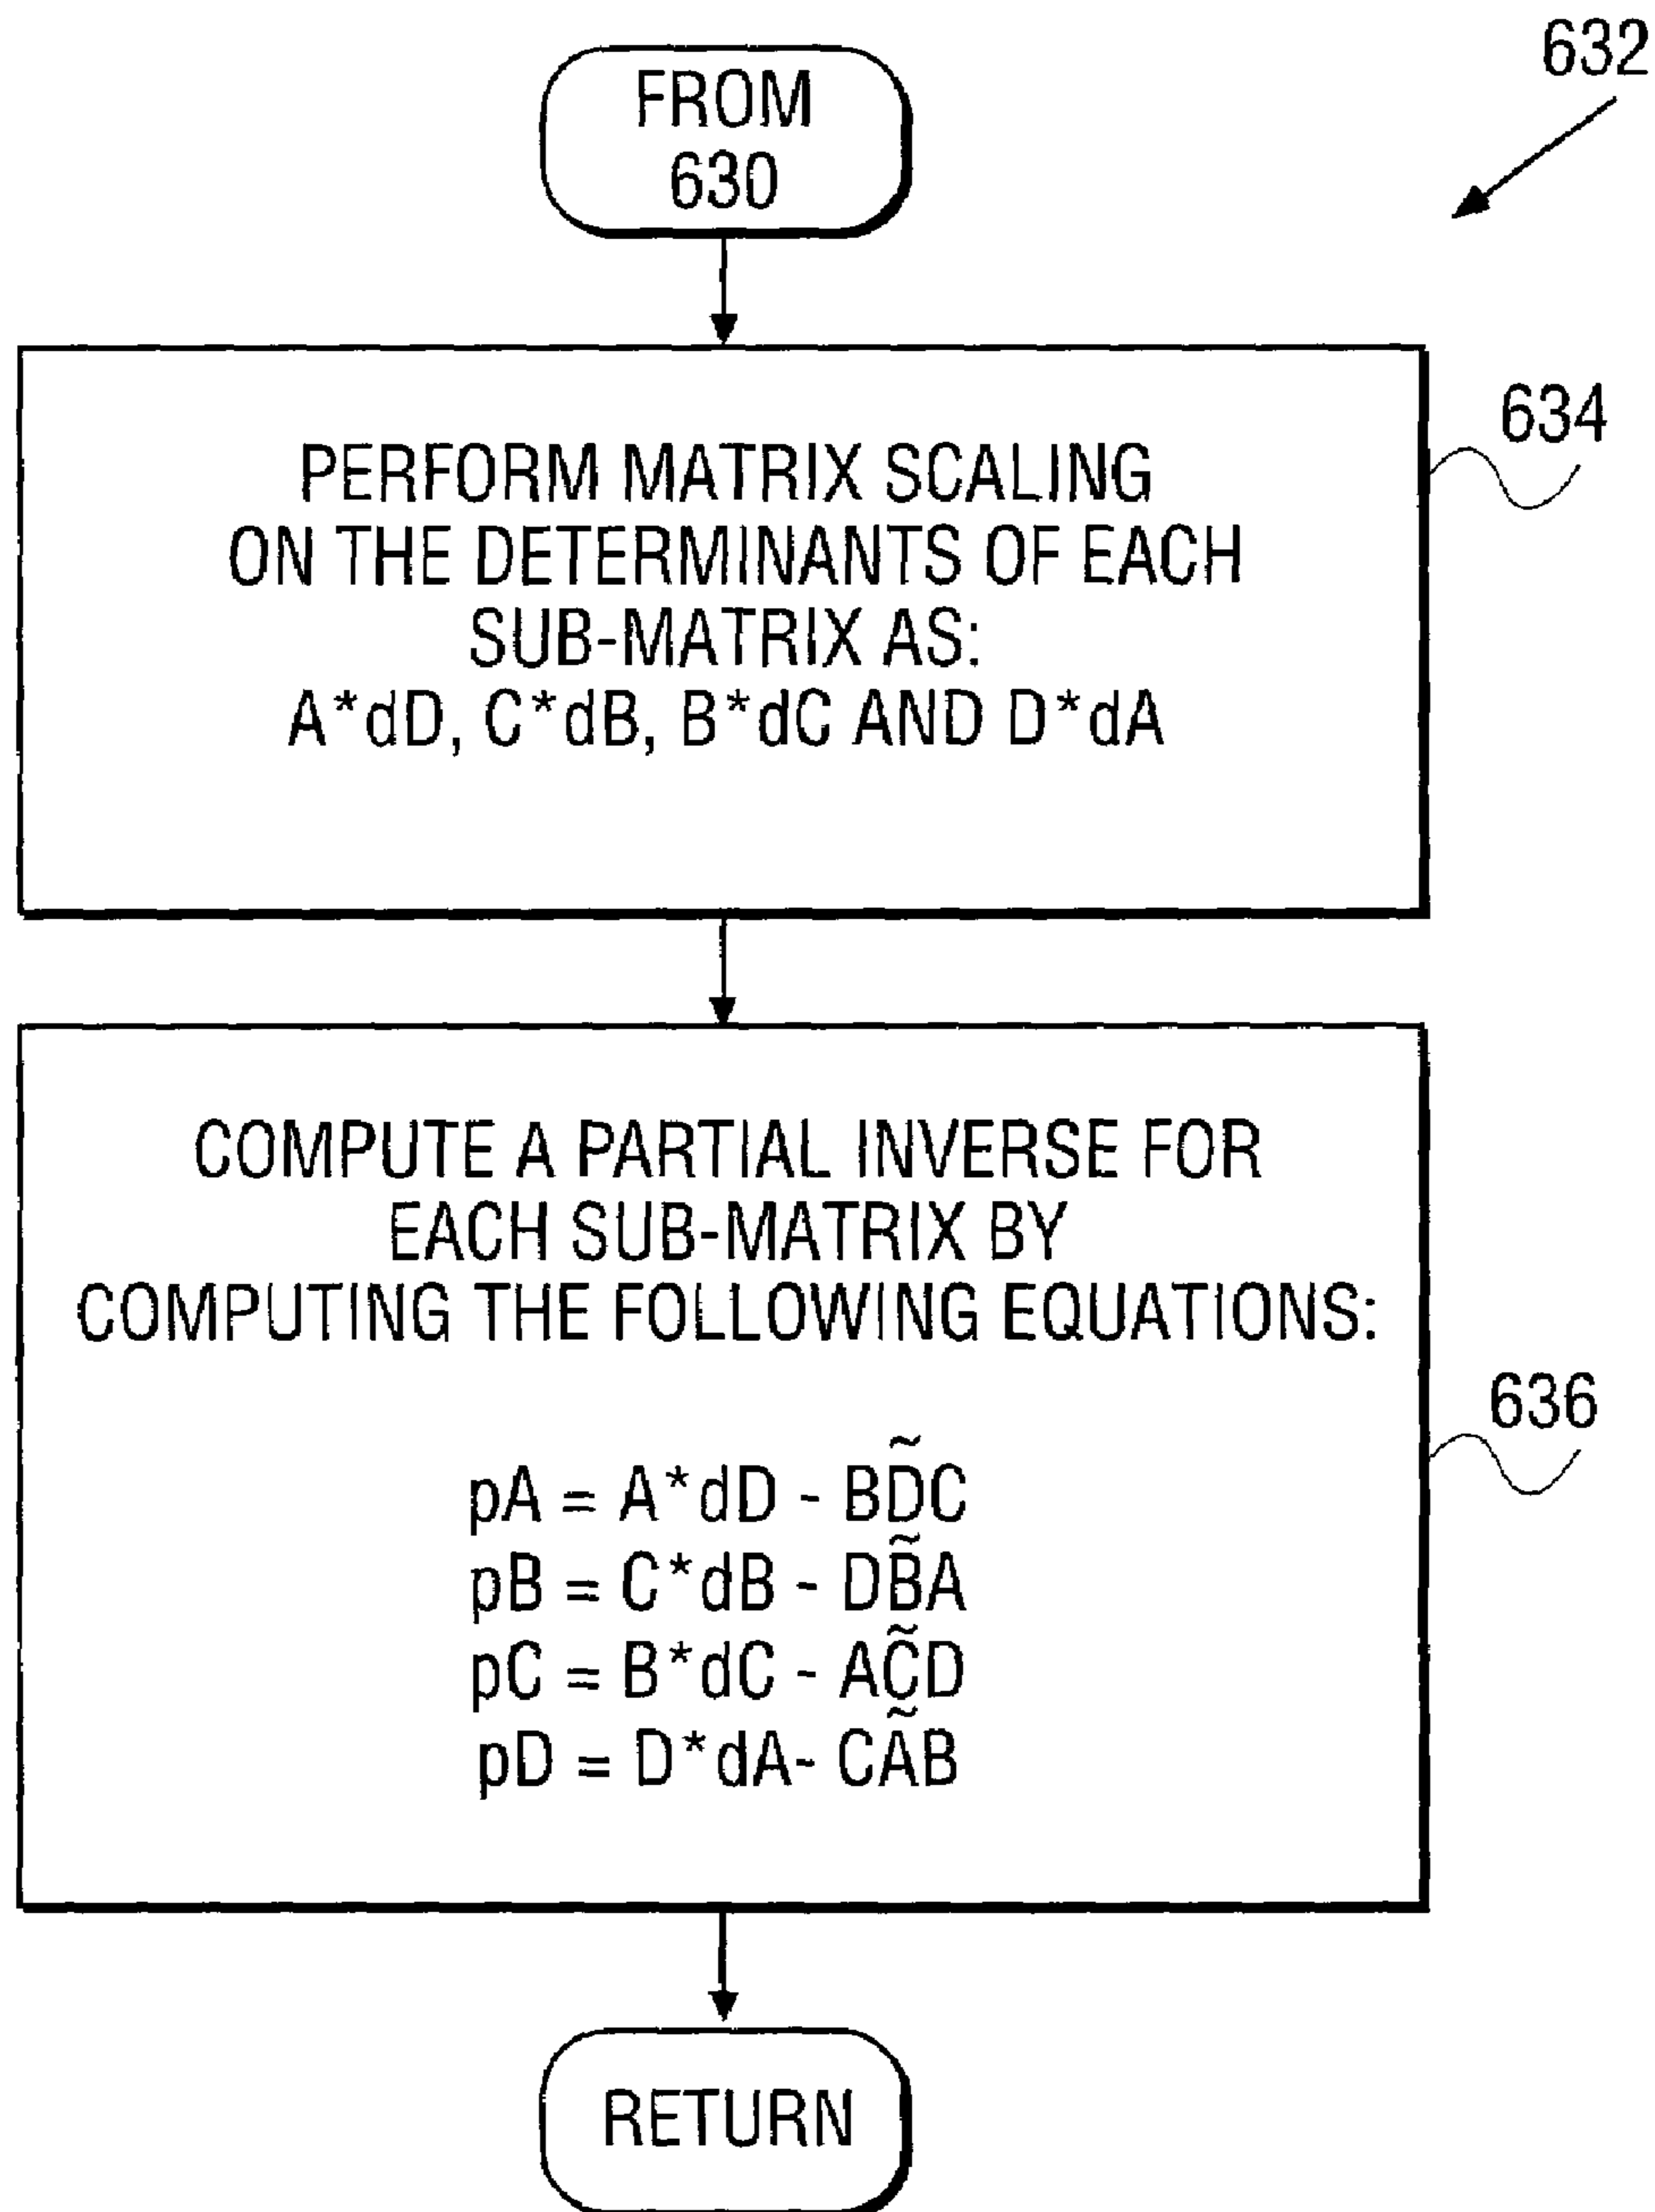 632
FROM
630
634
PERFORM MATRIX SCALING
ON THE DETERMINANTS OF EACH
SUB-MATRIX AS:
A*dD, C*dB, B*dC AND D*dA
COMPUTE A PARTIAL INVERSE FOR
EACH SUB-MATRIX BY
COMPUTING THE FOLLOWING EQUATIONS:
636
pA = A*dD - BD̃C
pB = C*dB - DB̃A
pC = B*dC - AC̃D
pD = D*dA- CÃB
RETURN